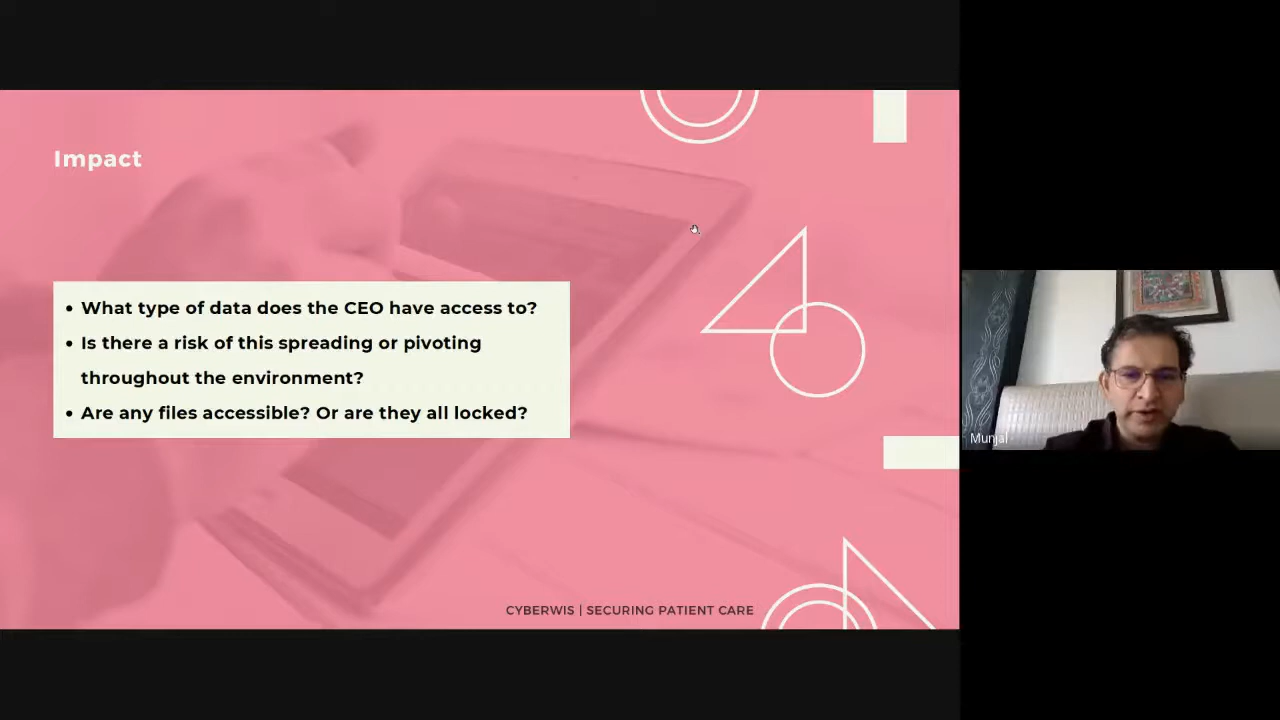 Impact
• What type of data does the CEO have access to?
• Is there a risk of this spreading or pivoting
throughout the environment?
• Are any files accessible? Or are they all locked?
CYBERWIS | SECURING PATIENT CARE
Munjal